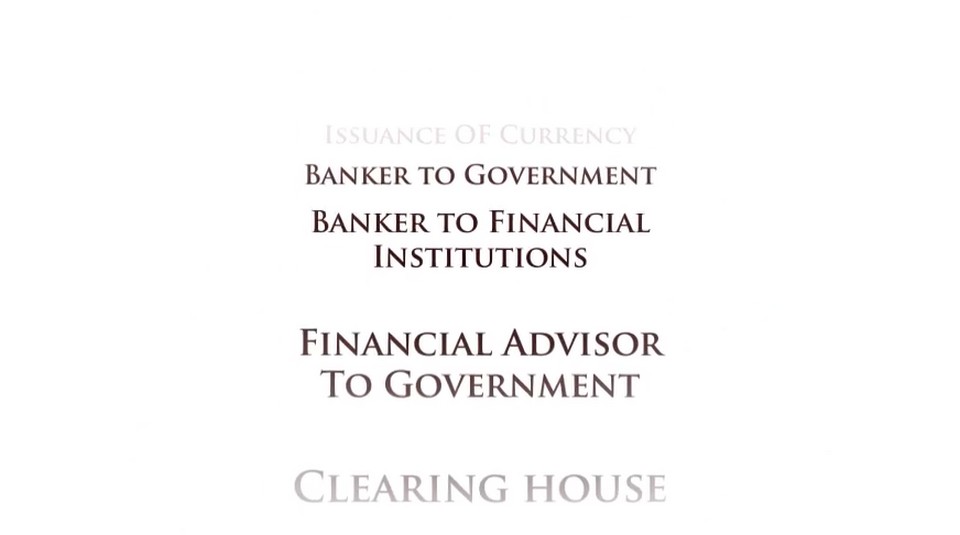 Issuance OF Currency
Banker to Government
Banker to Financial
Institutions
Financial Advisor
To Government
Clearing house